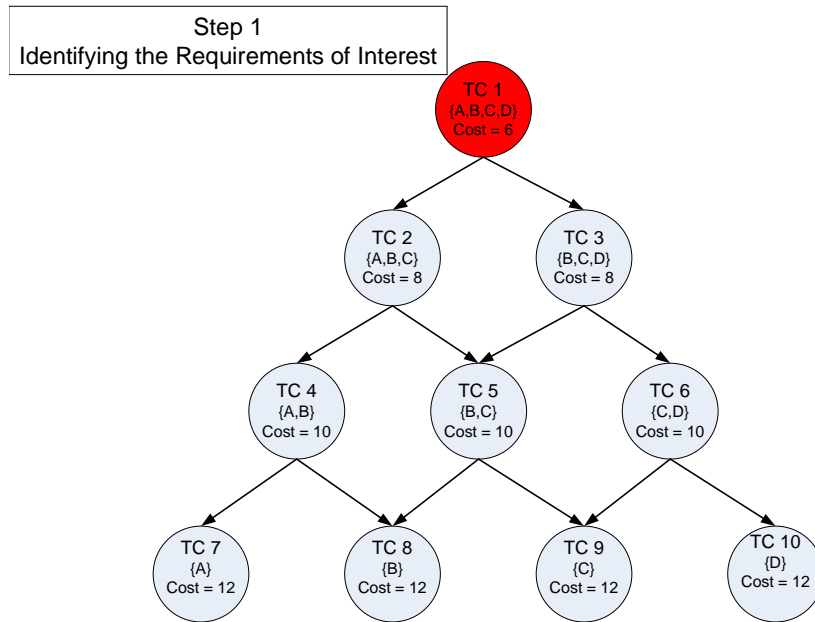 Step 1
Identifying the Requirements of Interest
TC 1
{A,B,C,D}
Cost = 6
TC 2
{A,B,C}
Cost = 8
TC 3
{B,C,D}
Cost = 8
TC 4
{A,B}
Cost = 10
TC 5
{B,C}
Cost = 10
TC 6
{C,D}
Cost = 10
TC 7
{A}
Cost = 12
TC 8
{B}
Cost = 12
TC 9
{C}
Cost = 12
TC 10
{D}
Cost = 12